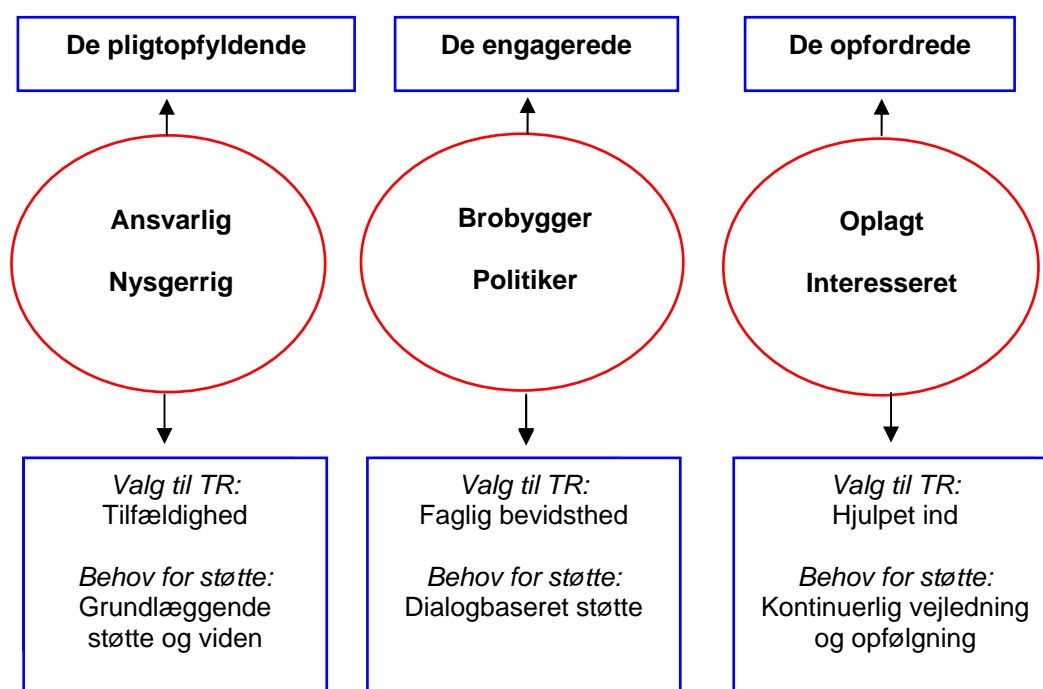 De pligtopfyldende
De engagerede
De opfordrede
Ansvarlig
Nysgerrig
Brobygger
Politiker
Oplagt
Interesseret
Valg til TR:
Tilfældighed
Behov for støtte:
Grundlæggende
støtte og viden
Valg til TR:
Faglig bevidsthed
Behov for støtte:
Dialogbaseret støtte
Valg til TR:
Hjulpet ind
Behov for støtte:
Kontinuerlig vejledning
og opfølgning